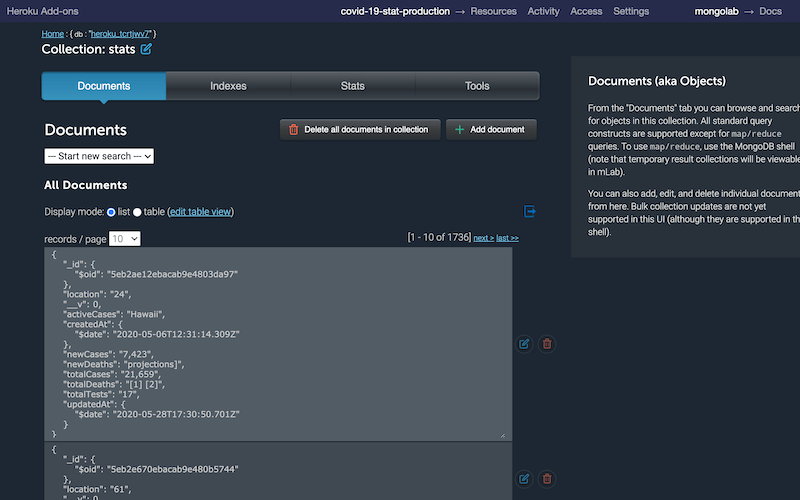 Heroku Add-ons covid-19-stat-production → Resources Activity Access Settings mongolab → Docs
Home : { db : "heroku_tcrtjwv7" }
Collection: stats
Documents Indexes Stats Tools
Documents
Delete all documents in collection
+ Add document
--- Start new search ---
All Documents
Display mode: list table (edit table view)
records / page 10
[1 - 10 of 1736] next > last >>
{
"_id": {
"$oid": "5eb2ae12ebacab9e4803da97"
},
"location": "24",
"__v": 0,
"activeCases": "Hawaii",
"createdAt": {
"$date": "2020-05-06T12:31:14.309Z"
},
"newCases": "7,423",
"newDeaths": "projections]",
"totalCases": "21,659",
"totalDeaths": "[1] [2]",
"totalTests": "17",
"updatedAt": {
"$date": "2020-05-28T17:30:50.701Z"
}
}
{
"_id": {
"$oid": "5eb2e670ebacab9e480b5744"
},
"location": "61",
"__v": 0,
Documents (aka Objects)
From the "Documents" tab you can browse and search
for objects in this collection. All standard query
constructs are supported except for map/reduce
queries. To use map/reduce, use the MongoDB shell
(note that temporary result collections will be viewable
in mLab).
You can also add, edit, and delete individual document
from here. Bulk collection updates are not yet
supported in this UI (although they are supported in th
shell).